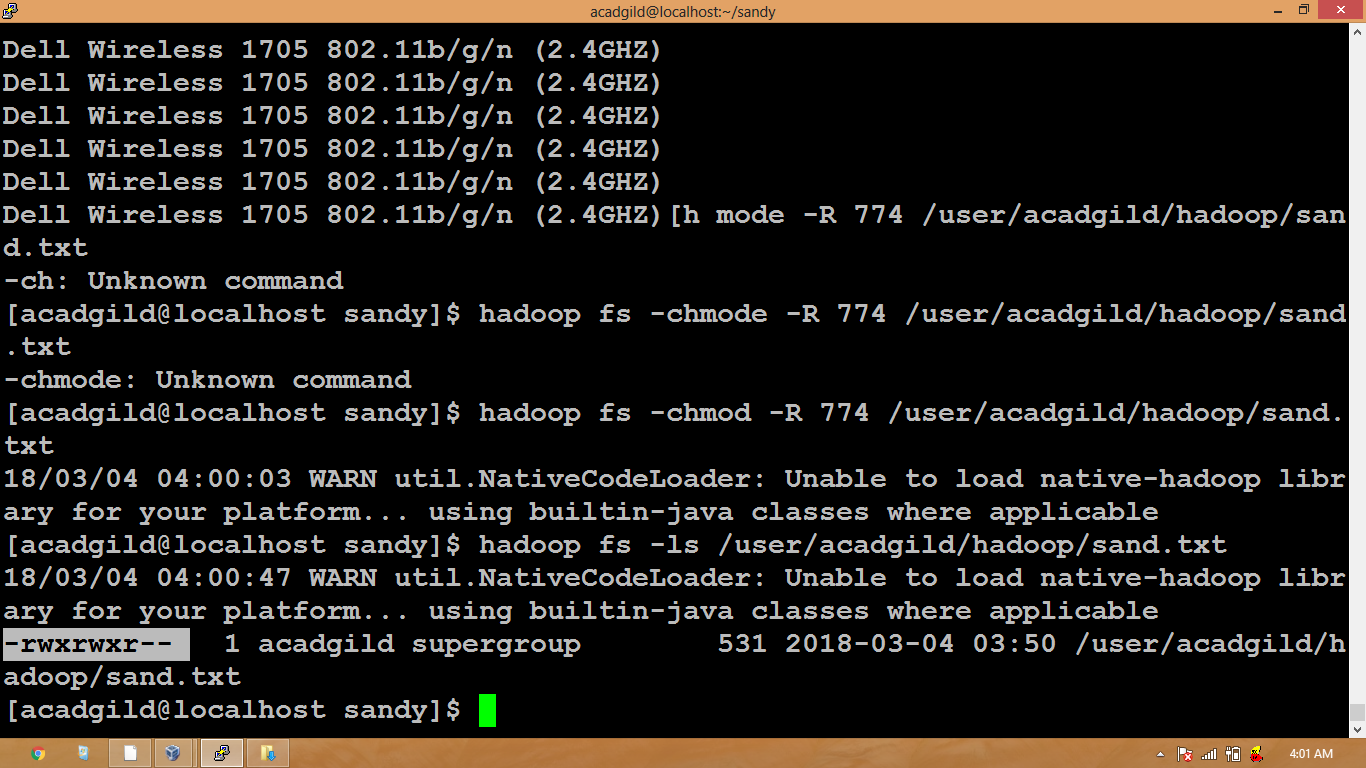 acadgild@localhost:~/sandy
Dell Wireless 1705 802.11b/g/n (2.4GHZ)
Dell Wireless 1705 802.11b/g/n (2.4GHZ)
Dell Wireless 1705 802.11b/g/n (2.4GHZ)
Dell Wireless 1705 802.11b/g/n (2.4GHZ)
Dell Wireless 1705 802.11b/g/n (2.4GHZ)
Dell Wireless 1705 802.11b/g/n (2.4GHZ)[h mode -R 774 /user/acadgild/hadoop/san
d.txt
-ch: Unknown command
[acadgild@localhost sandy]$ hadoop fs -chmode -R 774 /user/acadgild/hadoop/sand
.txt
-chmode: Unknown command
[acadgild@localhost sandy]$ hadoop fs -chmod -R 774 /user/acadgild/hadoop/sand.
txt
18/03/04 04:00:03 WARN util.NativeCodeLoader: Unable to load native-hadoop libr
ary for your platform... using builtin-java classes where applicable
[acadgild@localhost sandy]$ hadoop fs -ls /user/acadgild/hadoop/sand.txt
18/03/04 04:00:47 WARN util.NativeCodeLoader: Unable to load native-hadoop libr
ary for your platform... using builtin-java classes where applicable
-rwxrwxr--   1 acadgild supergroup        531 2018-03-04 03:50 /user/acadgild/h
adoop/sand.txt
[acadgild@localhost sandy]$
4:01 AM